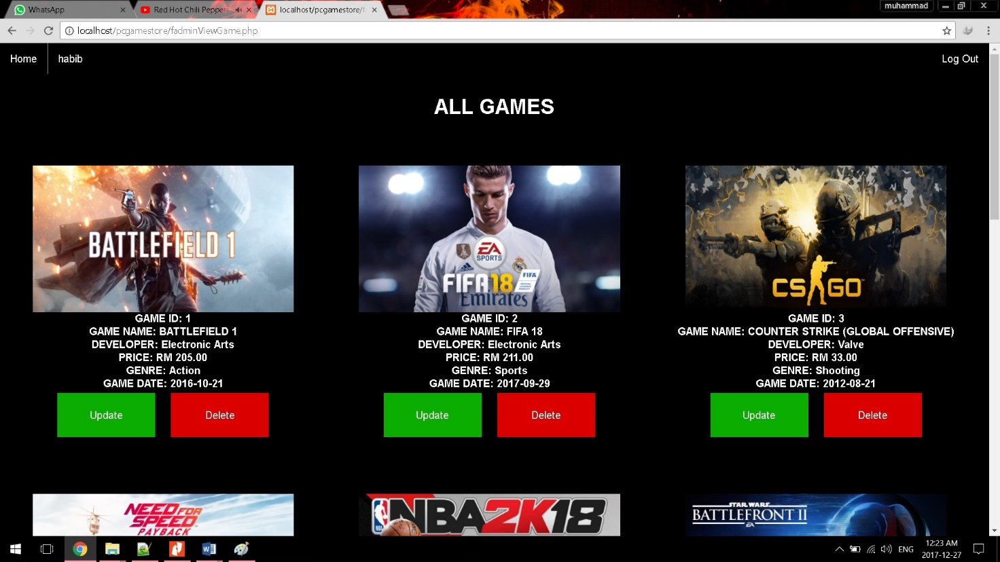 WhatsApp
Red Hot Chili Pepper
localhost/pcgamestore/f
muhammad
localhost/pcgamestore/fadminViewGame.php
Home
habib
Log Out
ALL GAMES
BATTLEFIELD 1
EA
SPORTS
FIFA 18
FIFA
Fly
Emirates
CS GO
GAME ID: 1
GAME NAME: BATTLEFIELD 1
DEVELOPER: Electronic Arts
PRICE: RM 205.00
GENRE: Action
GAME DATE: 2016-10-21
Update
Delete
GAME ID: 2
GAME NAME: FIFA 18
DEVELOPER: Electronic Arts
PRICE: RM 211.00
GENRE: Sports
GAME DATE: 2017-09-29
Update
Delete
GAME ID: 3
GAME NAME: COUNTER STRIKE (GLOBAL OFFENSIVE)
DEVELOPER: Valve
PRICE: RM 33.00
GENRE: Shooting
GAME DATE: 2012-08-21
Update
Delete
NEED FOR
SPEED
PAYBACK
NBA 2K18
STAR WARS
BATTLEFRONT II
EA
ENG
12:23 AM
2017-12-27